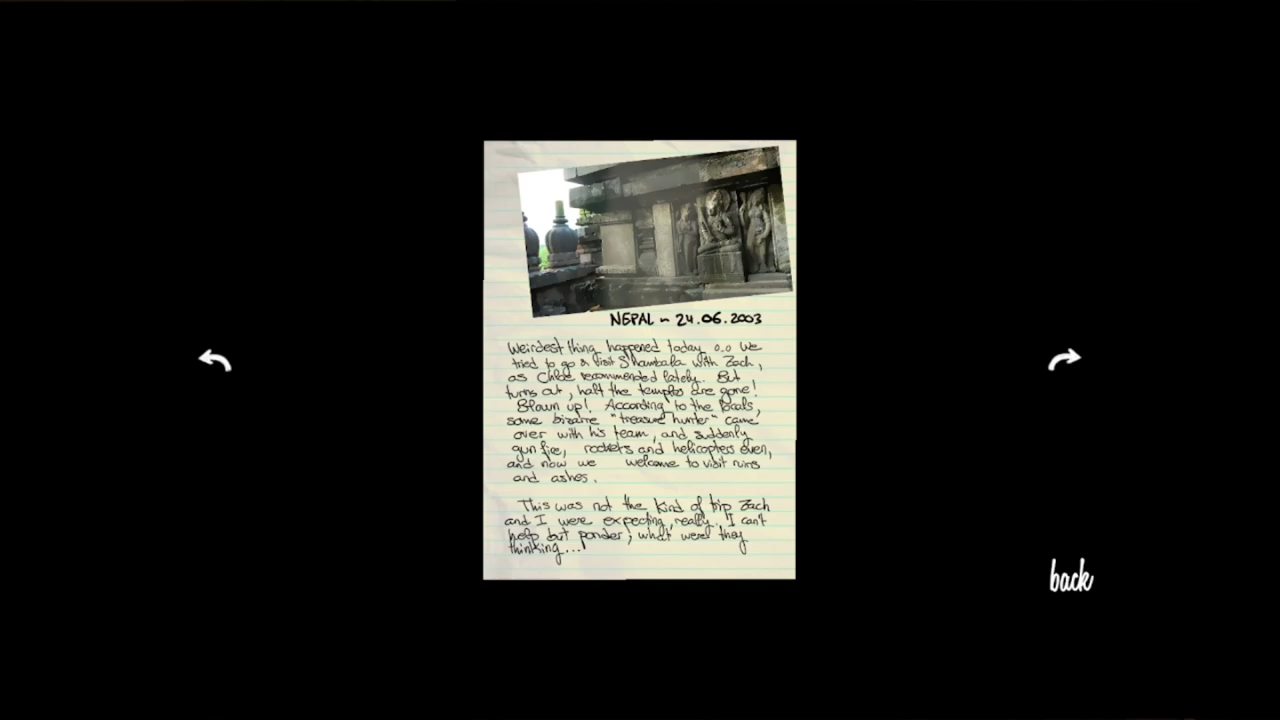 NEPAL ~ 24.06.2003
Weirdest thing happened today o.o We
tried to go & visit Shambala with Zach,
as Chloe recommended lately. But
turns out, half the temples are gone!
Blown up! According to the locals,
some bizarre "treasure hunter" came
over with his team, and suddenly
gun fire, rockets and helicopters even,
and now we welcome to visit ruins
and ashes.
This was not the kind of trip Zach
and I were expecting, really. I can't
help but ponder; what were they
thinking...
back